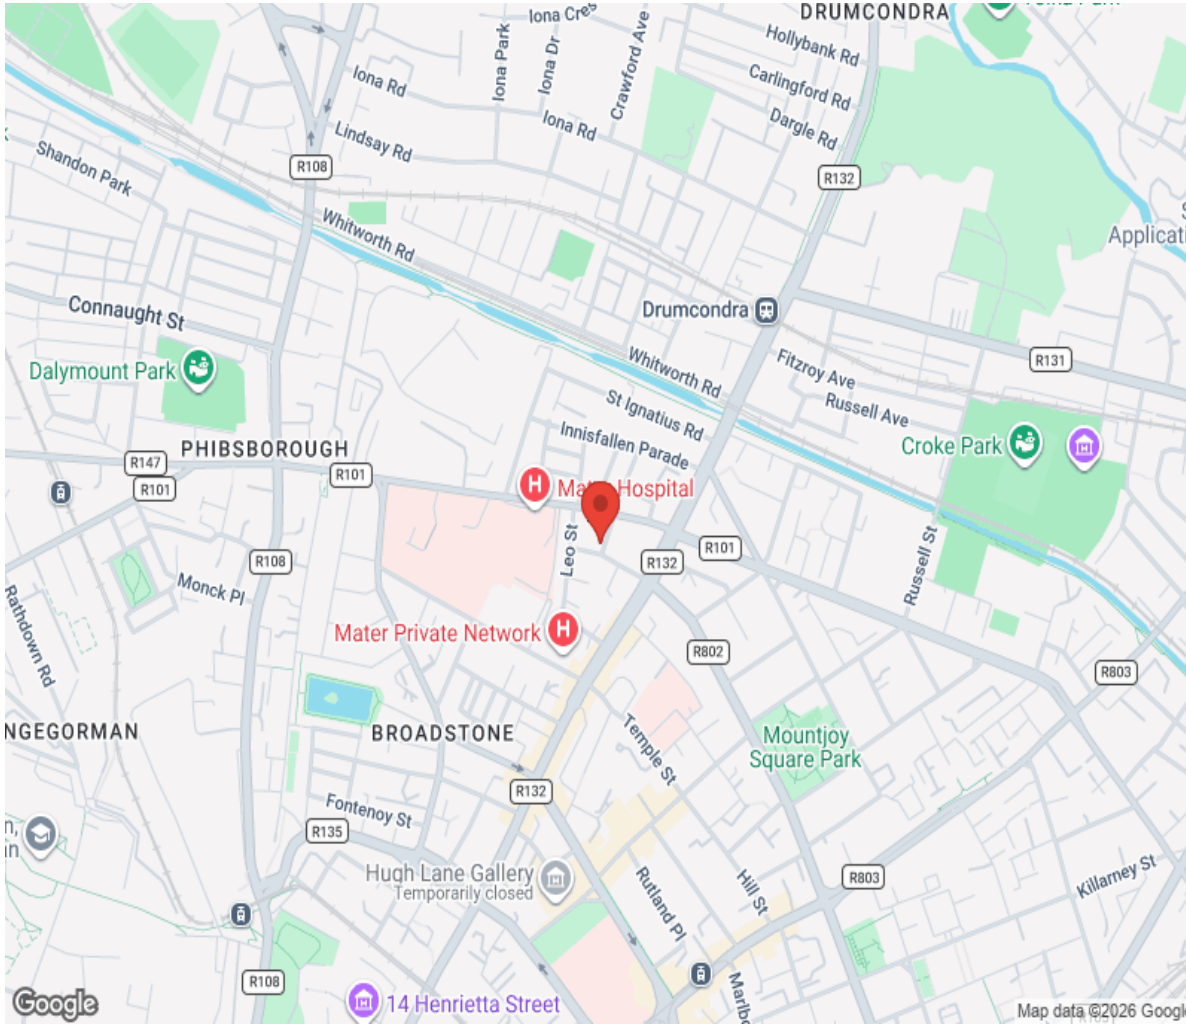 DRUMCONDRA
Iona Cres
Iona Park
Iona Dr
Crawford Ave
Hollybank Rd
Carlingford Rd
Dargle Rd
Iona Rd
Iona Rd
Lindsay Rd
Shandon Park
R108
R132
Whitworth Rd
Applicati
Connaught St
Drumcondra
R131
Dalymount Park
Whitworth Rd
Fitzroy Ave
Russell Ave
St Ignatius Rd
Innisfallen Parade
Croke Park
PHIBSBOROUGH
R147
R101
R101
Hospital
Leo St
R101
R132
R108
Monck Pl
Russell St
Rathdown Rd
Mater Private Network
R802
R803
NGEGORMAN
BROADSTONE
Temple St
Mountjoy
Square Park
R132
Fontenoy St
R135
Hugh Lane Gallery
Temporarily closed
Rutland Pl
Hill St
R803
Killarney St
R108
14 Henrietta Street
Marlbo
Google
Map data ©2026 Google